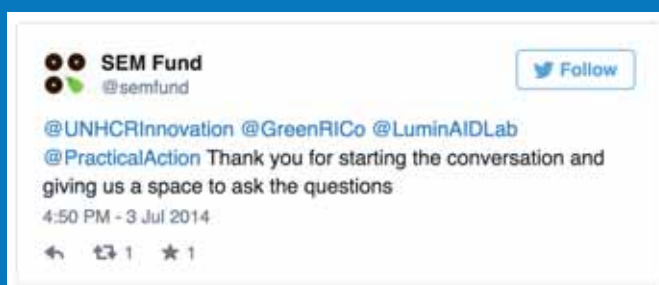 SEM Fund
@semfund
Follow
@UNHCRInnovation @GreenRICo @LuminAIDLab
@PracticalAction Thank you for starting the conversation and
giving us a space to ask the questions
4:50 PM - 3 Jul 2014
1 1